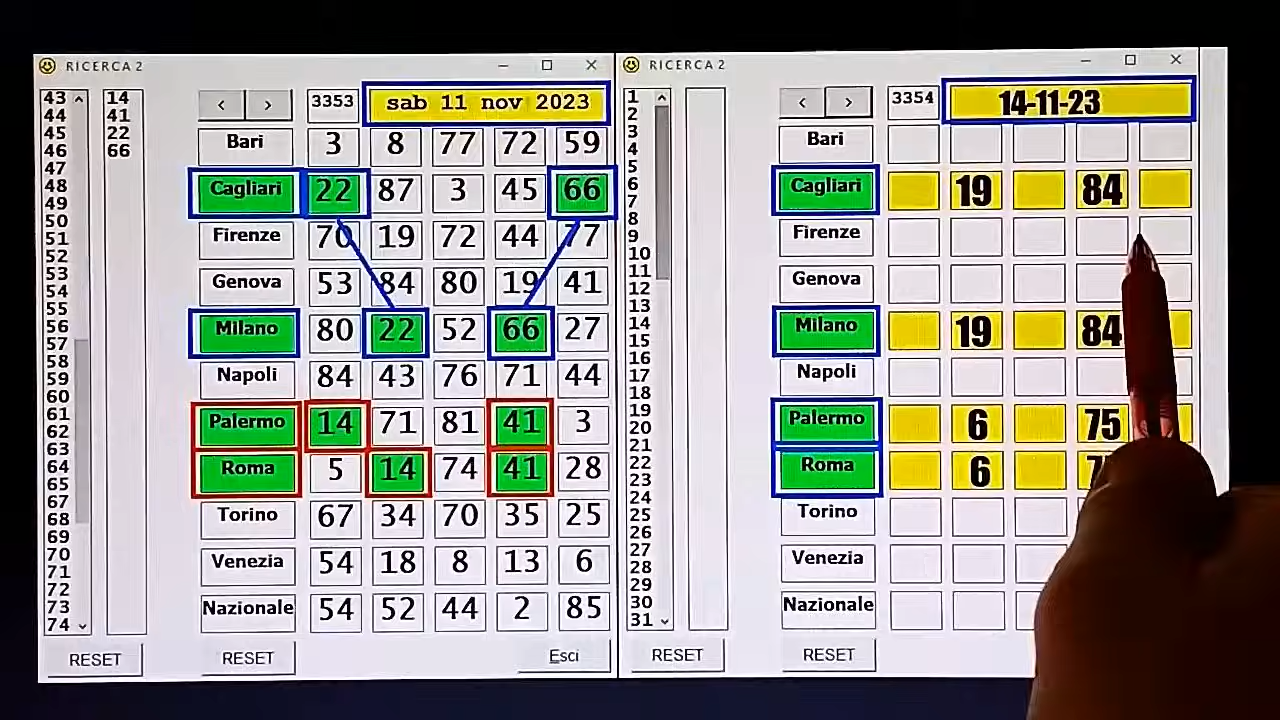 RICERCA 2
43
44
45
46
47
48
49
50
51
52
53
54
55
56
57
58
59
60
61
62
63
64
65
67
68
69
70
71
72
73
74
14
41
22
66
< > 3353 sab 11 nov 2023
Bari 3 8 77 72 59
Cagliari 22 87 3 45 66
Firenze 70 19 72 44 77
Genova 53 84 80 19 41
Milano 80 22 52 66 27
Napoli 84 43 76 71 44
Palermo 14 71 81 41 3
Roma 5 14 74 41 28
Torino 67 34 70 35 25
Venezia 54 18 8 13 6
Nazionale 54 52 44 2 85
RESET RESET Esci
RICERCA 2
1
2
3
4
5
6
7
8
9
10
11
12
13
14
15
16
17
18
19
20
21
22
23
24
25
26
27
28
29
30
31
< > 3354 14-11-23
Bari
Cagliari 19 84
Firenze
Genova
Milano 19 84
Napoli
Palermo 6 75
Roma 6
Torino
Venezia
Nazionale
RESET RESET